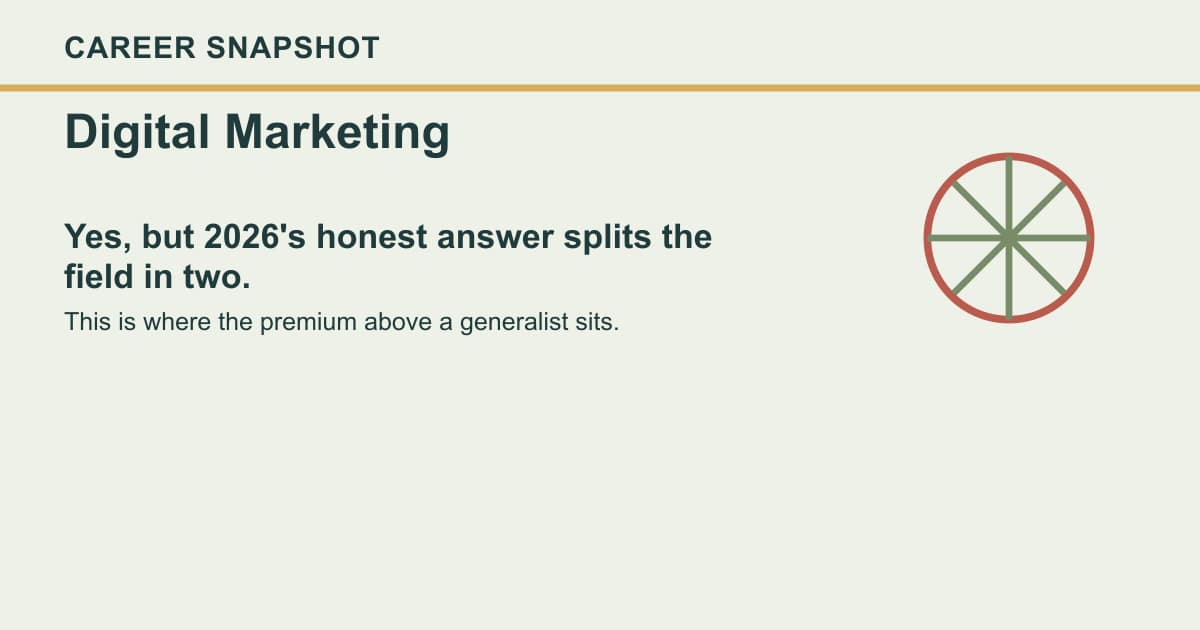 CAREER SNAPSHOT
Digital Marketing
Yes, but 2026's honest answer splits the
field in two.
This is where the premium above a generalist sits.